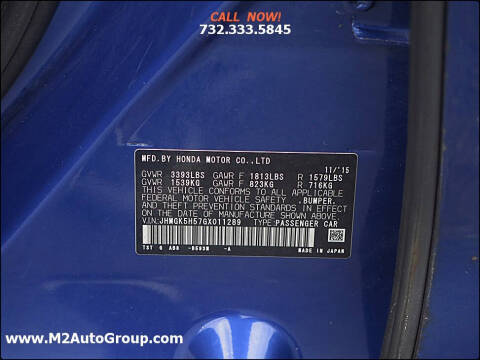 CALL NOW!
732.333.5845
MFD.BY HONDA MOTOR CO.,LTD 11/'15
GVWR 3393LBS GAWR F 1813LBS R 1579LBS
GVWR 1539KG GAWR F 823KG R 716KG
THIS VEHICLE CONFORMS TO ALL APPLICABLE
FEDERAL MOTOR VEHICLE SAFETY ,BUMPER,
AND THEFT PREVENTION STANDARDS IN EFFECT
ON THE DATE OF MANUFACTURE SHOWN ABOVE.
V.I.N:JHMGK5H57GX011289 TYPE:PASSENGER CAR
MADE IN JAPAN
www.M2AutoGroup.com
www.M2AutoGroup.com